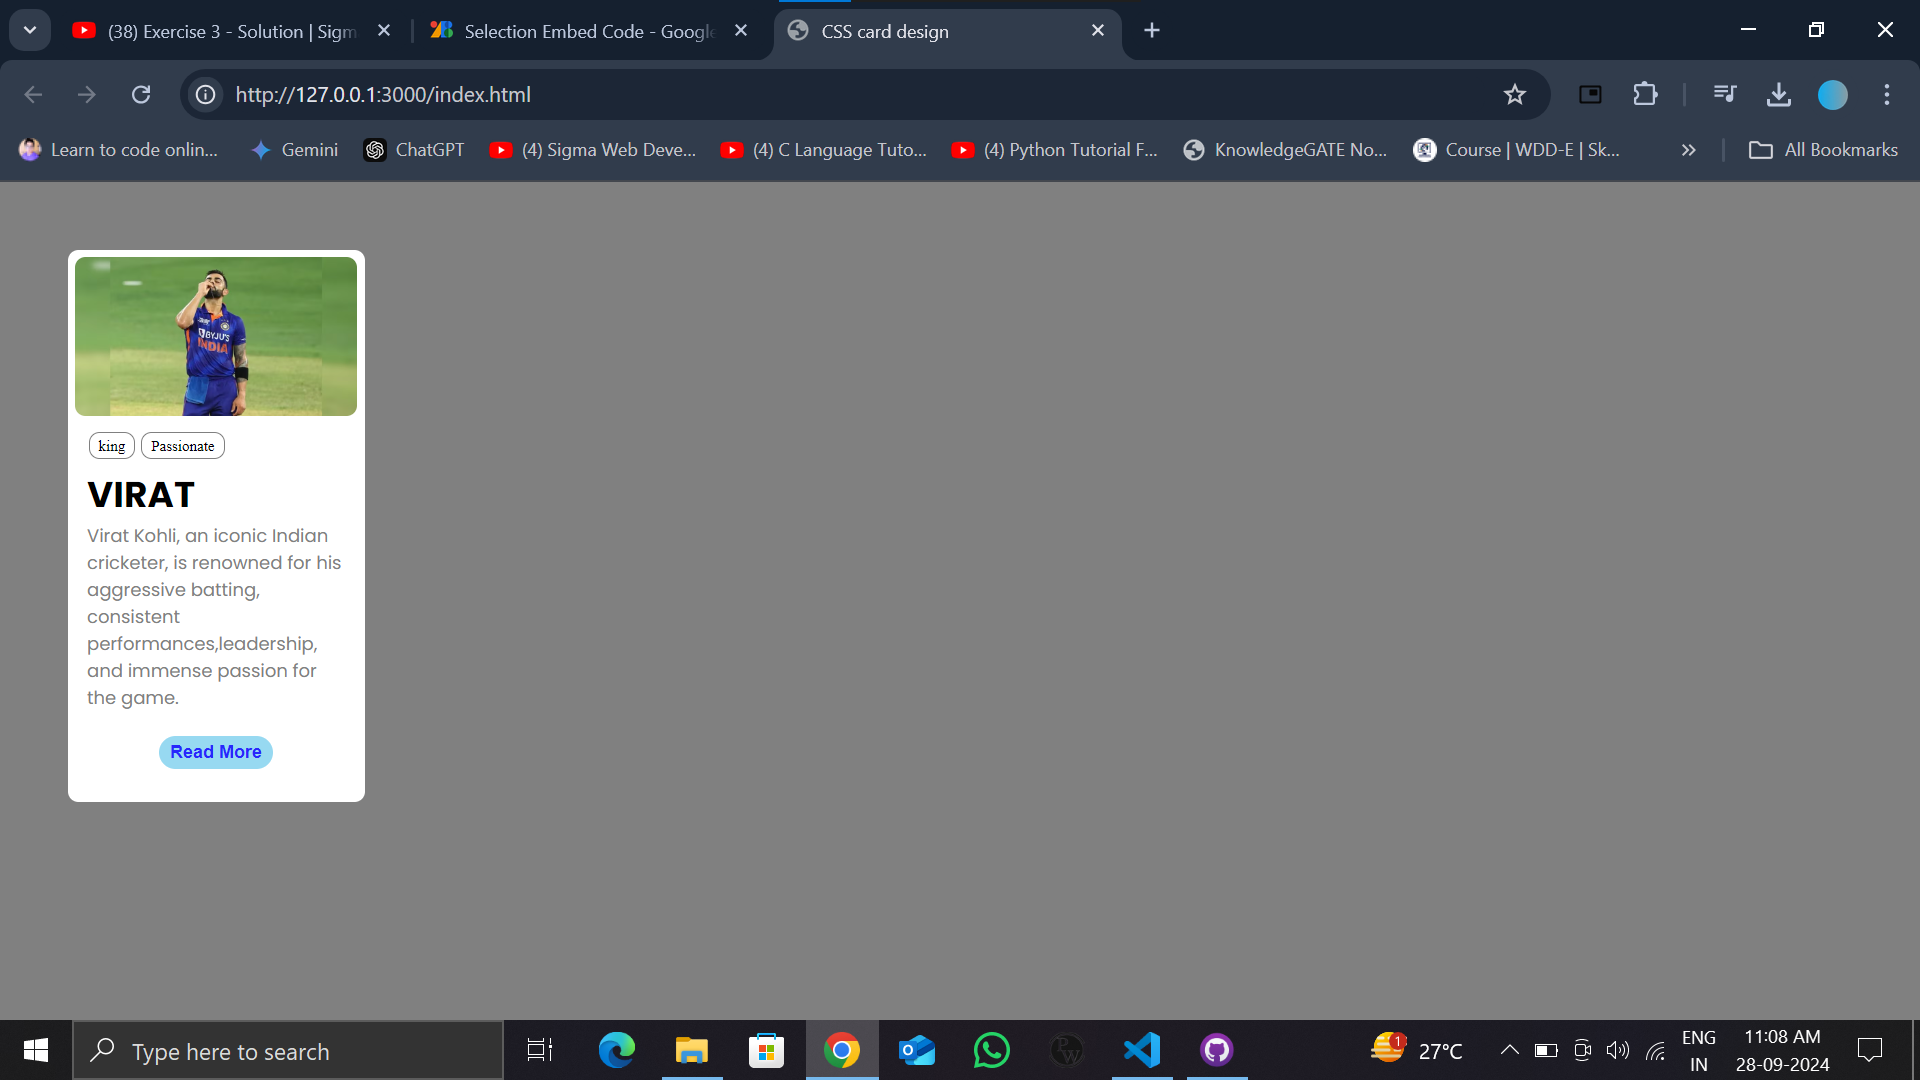 (38) Exercise 3 - Solution | Sigm
Selection Embed Code - Google
CSS card design
http://127.0.0.1:3000/index.html
Learn to code onlin...
Gemini
ChatGPT
(4) Sigma Web Deve...
(4) C Language Tuto...
(4) Python Tutorial F...
KnowledgeGATE No...
Course | WDD-E | Sk...
All Bookmarks
BYJU'S
INDIA
king
Passionate
VIRAT
Virat Kohli, an iconic Indian
cricketer, is renowned for his
aggressive batting,
consistent
performances,leadership,
and immense passion for
the game.
Read More
Type here to search
PW
1
27°C
ENG
IN
11:08 AM
28-09-2024